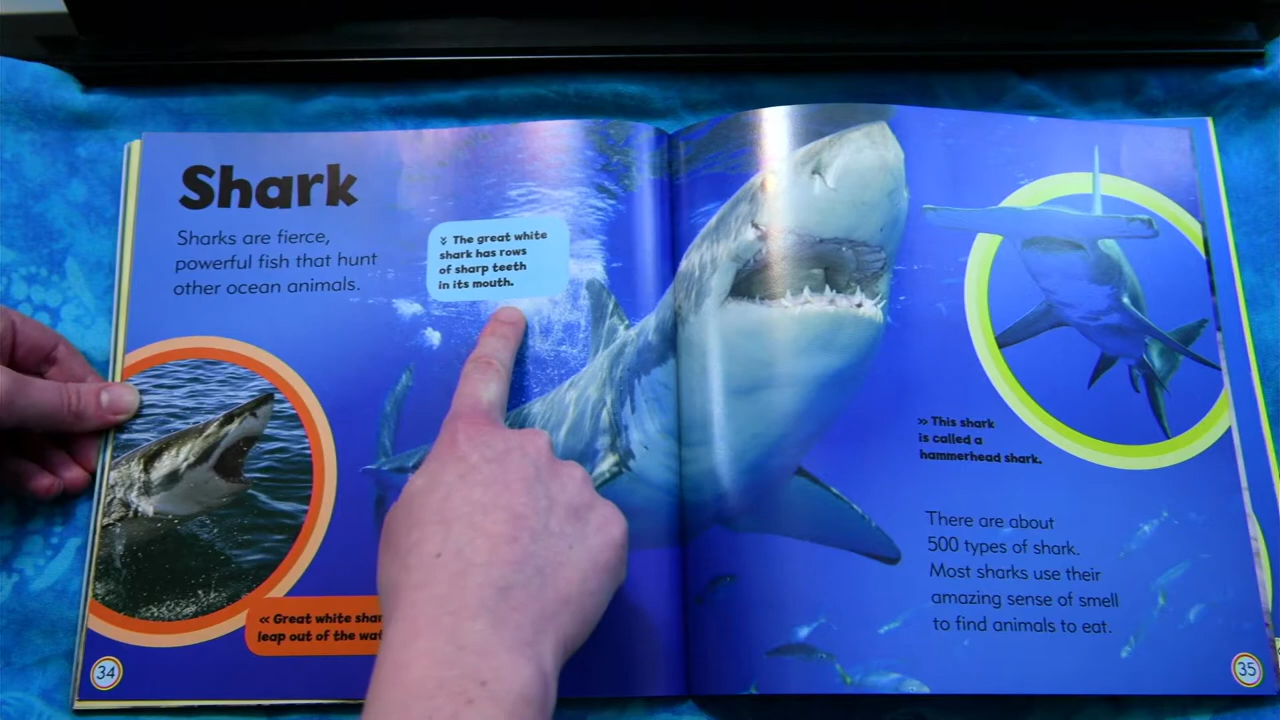 Shark
Sharks are fierce,
powerful fish that hunt
other ocean animals.
» The great white
shark has rows
of sharp teeth
in its mouth.
« Great white
leap out of the
34
» This shark
is called a
hammerhead shark.
There are about
500 types of shark.
Most sharks use their
amazing sense of smell
to find animals to eat.
35